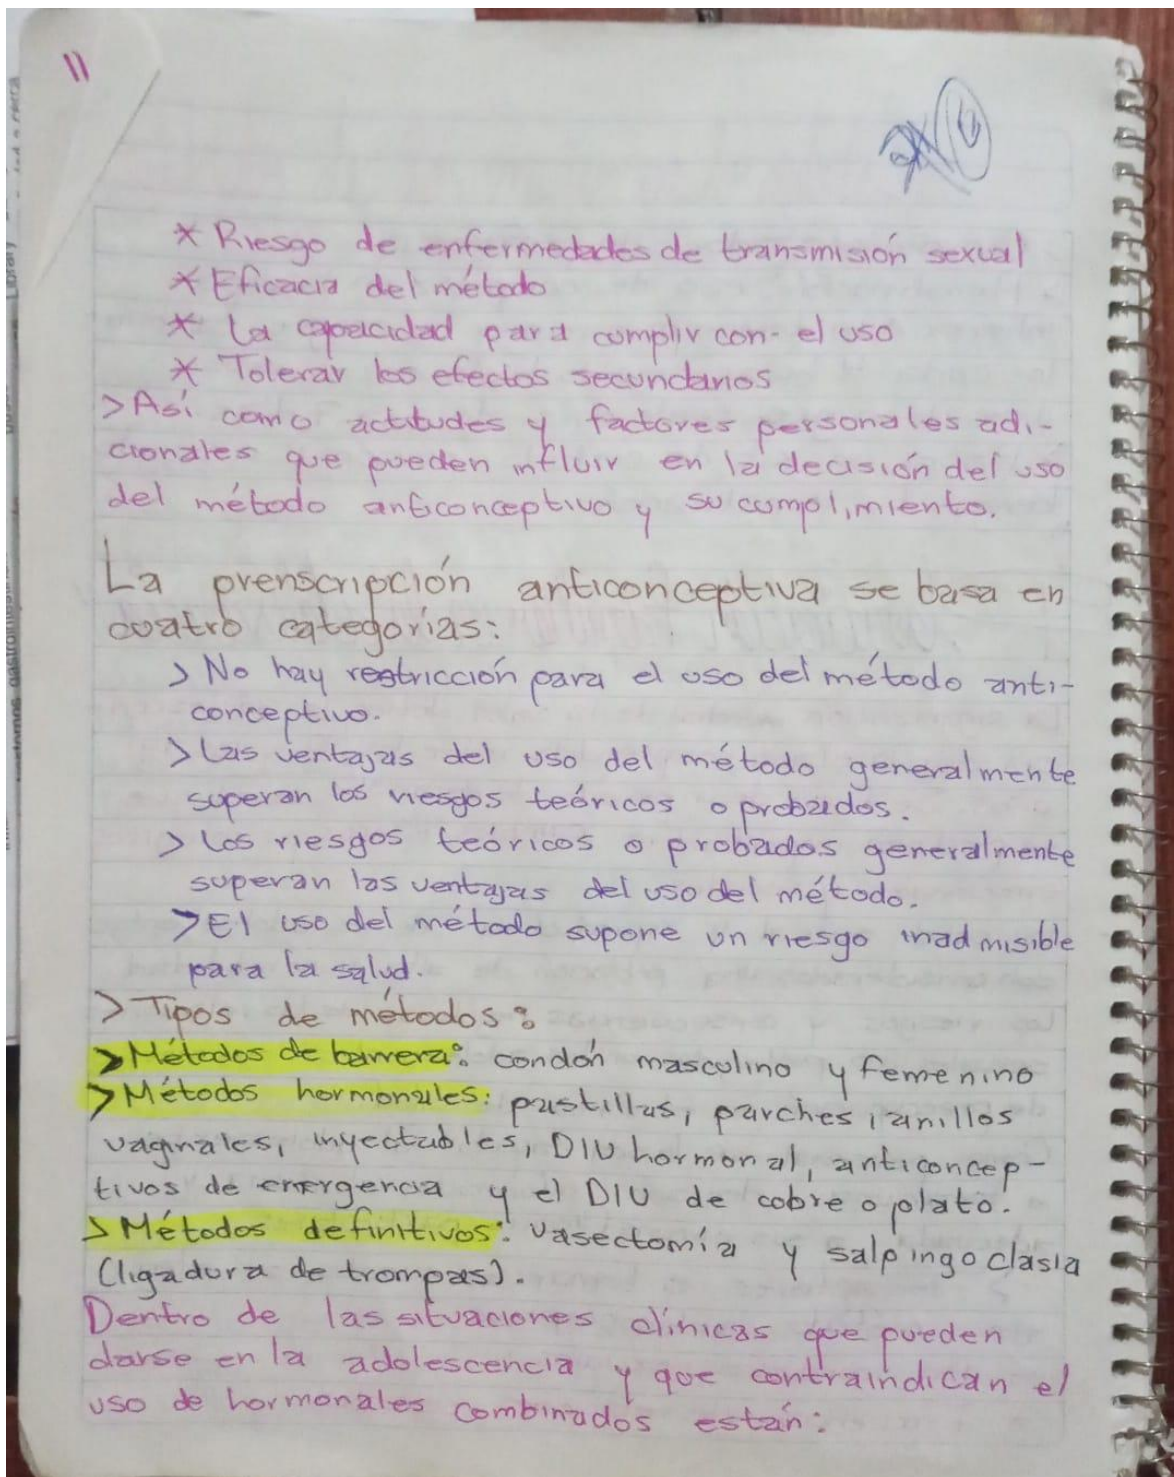 11
* Riesgo de enfermedades de transmisión sexual
* Eficacia del método
* La capacidad para cumplir con- el uso
* Tolerar los efectos secundarios
> Así como actitudes y factores personales adi-
cionales que pueden influir en la decisión del uso
del método anticonceptivo y su cumplimiento.
La prenscripción anticonceptiva se basa en
cuatro categorías:
> No hay restricción para el uso del método anti-
conceptivo.
> Las ventajas del uso del método generalmente
superan los riesgos teóricos o probados.
> Los riesgos teóricos o probados generalmente
superan las ventajas del uso del método.
> El uso del método supone un riesgo inadmisible
para la salud.
> Tipos de métodos:
> Métodos de barrera: condón masculino y femenino
> Métodos hormonales: pastillas, parches, anillos
vaginales, inyectables, DIU hormonal, anticoncep-
tivos de emergencia y el DIU de cobre o plato.
> Métodos definitivos: vasectomía y salpingoclasia
(ligadura de trompas).
Dentro de las situaciones clínicas que pueden
darse en la adolescencia y que contraindican el
uso de hormonales combinados están: